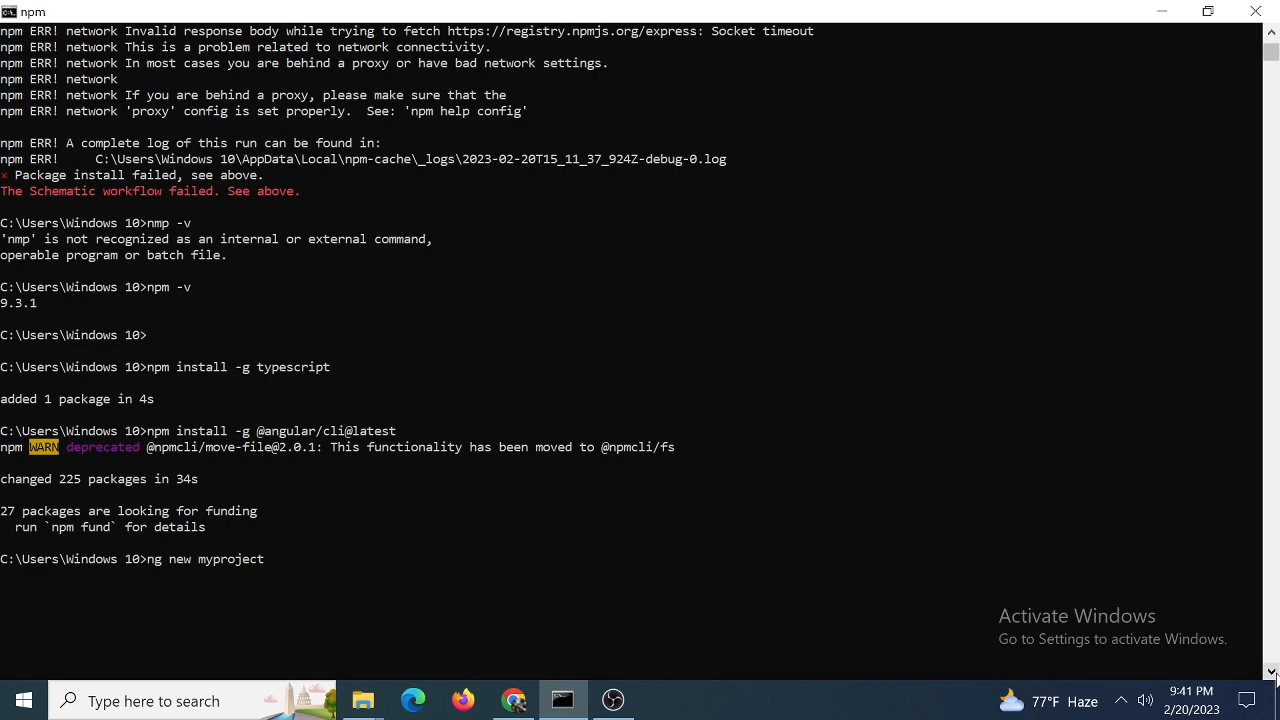 npm
npm ERR! network Invalid response body while trying to fetch https://registry.npmjs.org/express: Socket timeout
npm ERR! network This is a problem related to network connectivity.
npm ERR! network In most cases you are behind a proxy or have bad network settings.
npm ERR! network
npm ERR! network If you are behind a proxy, please make sure that the
npm ERR! network 'proxy' config is set properly.  See: 'npm help config'
npm ERR! A complete log of this run can be found in:
npm ERR!     C:\Users\Windows 10\AppData\Local\npm-cache\_logs\2023-02-20T15_11_37_924Z-debug-0.log
× Package install failed, see above.
The Schematic workflow failed. See above.
C:\Users\Windows 10>nmp -v
'nmp' is not recognized as an internal or external command,
operable program or batch file.
C:\Users\Windows 10>npm -v
9.3.1
C:\Users\Windows 10>
C:\Users\Windows 10>npm install -g typescript
added 1 package in 4s
C:\Users\Windows 10>npm install -g @angular/cli@latest
npm WARN deprecated @npmcli/move-file@2.0.1: This functionality has been moved to @npmcli/fs
changed 225 packages in 34s
27 packages are looking for funding
  run `npm fund` for details
C:\Users\Windows 10>ng new myproject
Activate Windows
Go to Settings to activate Windows.
Type here to search
77°F Haze
9:41 PM
2/20/2023